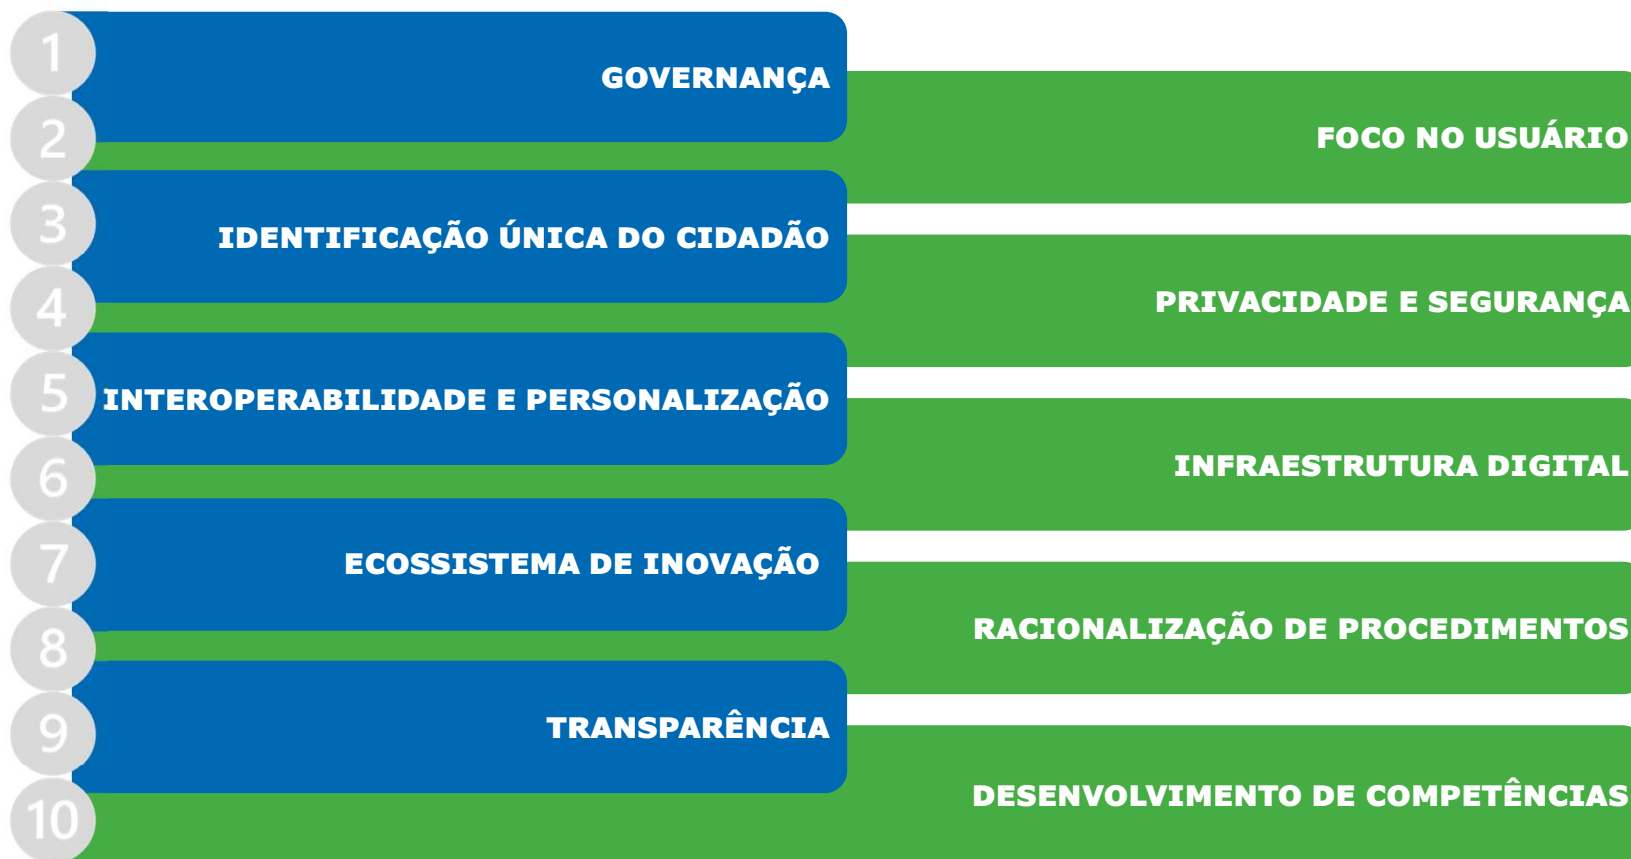 1
GOVERNANÇA
2
FOCO NO USUÁRIO
3
IDENTIFICAÇÃO ÚNICA DO CIDADÃO
4
PRIVACIDADE E SEGURANÇA
5
INTEROPERABILIDADE E PERSONALIZAÇÃO
6
INFRAESTRUTURA DIGITAL
7
ECOSSISTEMA DE INOVAÇÃO
8
RACIONALIZAÇÃO DE PROCEDIMENTOS
9
TRANSPARÊNCIA
10
DESENVOLVIMENTO DE COMPETÊNCIAS